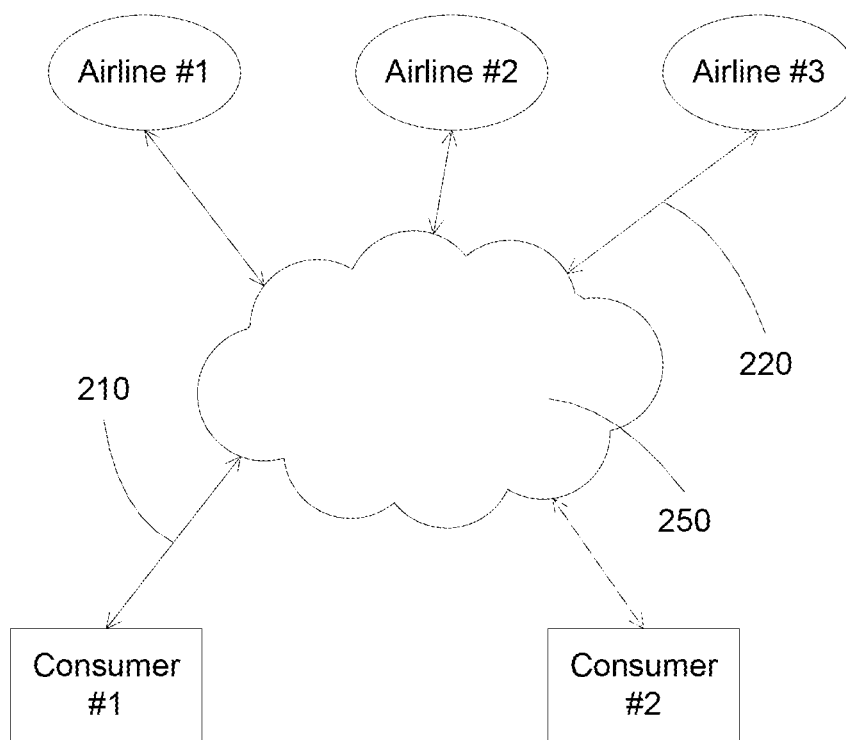 Airline #1
Airline #2
Airline #3
220
210
250
Consumer
#1
Consumer
#2